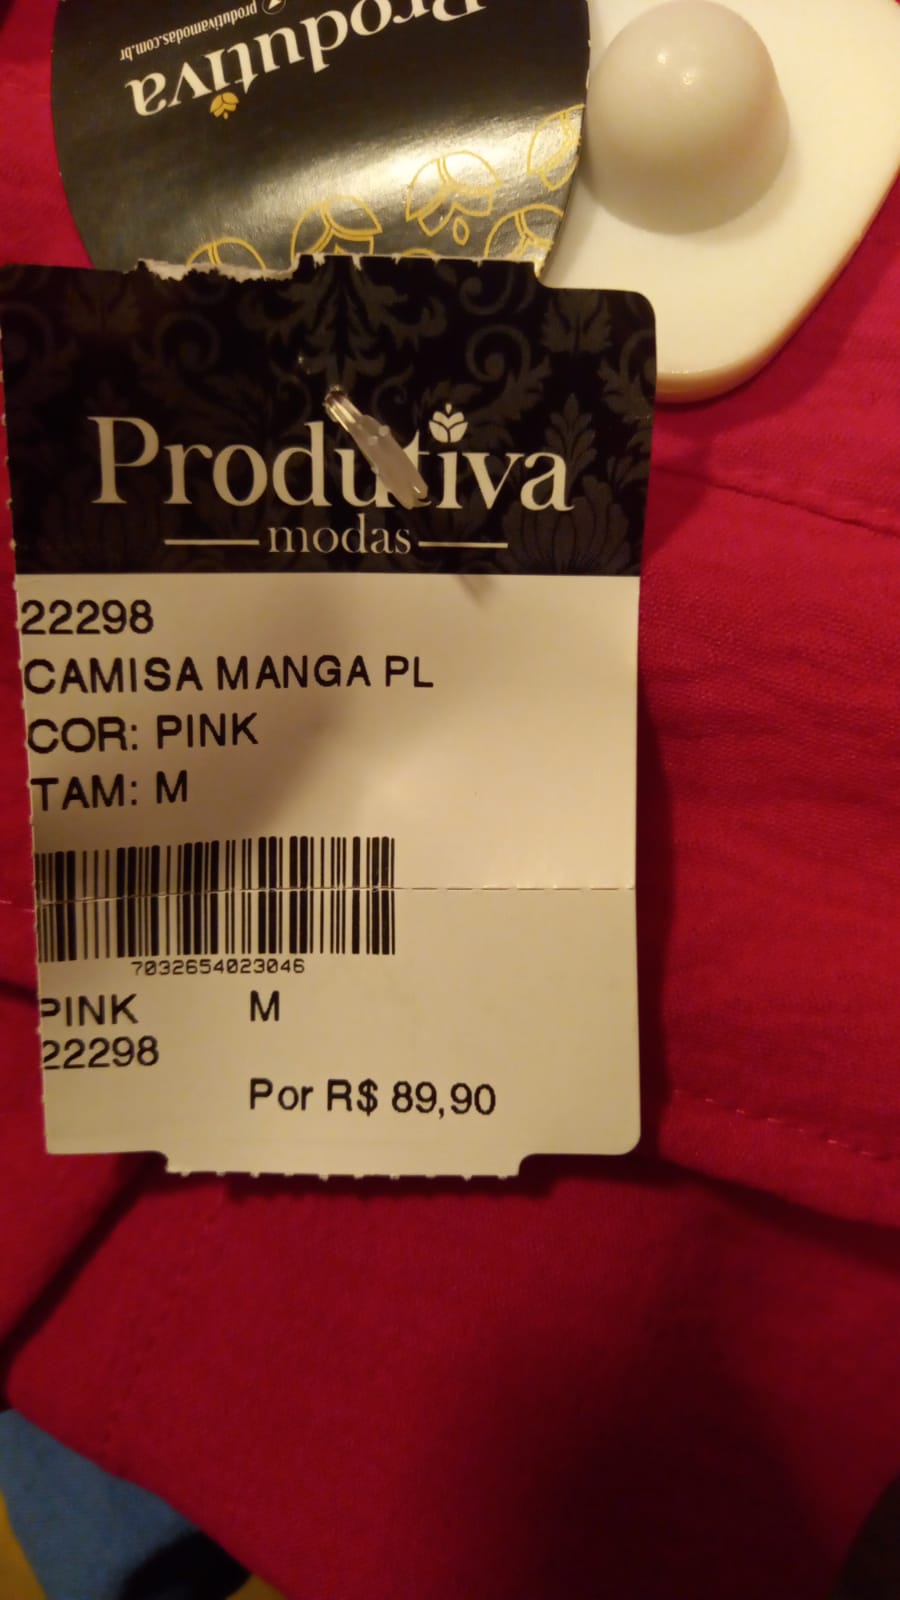 Produtiva
produtivamodas.com.br
Produtiva
Produtiva
modas
22298
CAMISA MANGA PL
COR: PINK
TAM: M
7032654023046
PINK M
22298
Por R$ 89,90